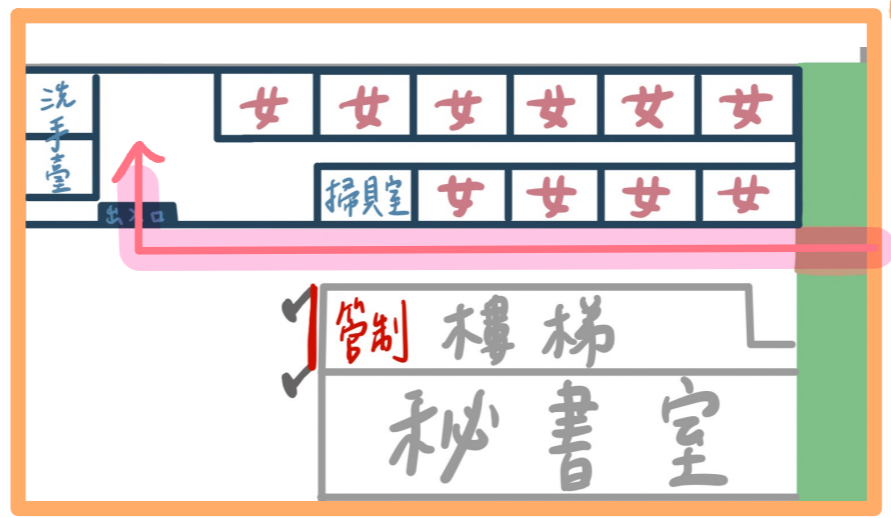 洗手臺
女 女 女 女 女 女
掃具室 女 女 女 女
出入口
管制 樓梯
秘書室